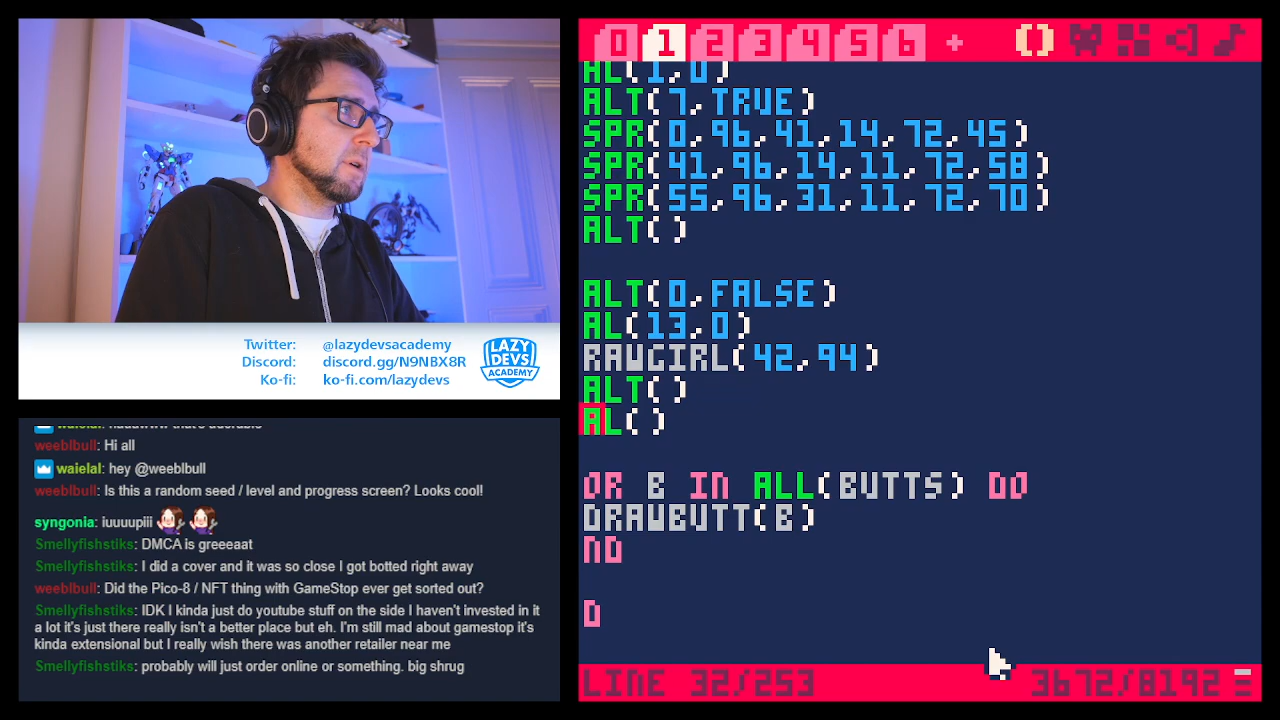 Twitter: @lazydevsacademy
Discord: discord.gg/N9NBX8R
Ko-fi: ko-fi.com/lazydevs
LAZY
DEVS
ACADEMY
weeblbull: Hi all
waielal: hey @weeblbull
weeblbull: Is this a random seed / level and progress screen? Looks cool!
syngonia: iuuuupiii
Smellyfishstiks: DMCA is greeeaat
Smellyfishstiks: I did a cover and it was so close I got botted right away
weeblbull: Did the Pico-8 / NFT thing with GameStop ever get sorted out?
Smellyfishstiks: IDK I kinda just do youtube stuff on the side I haven't invested in it
a lot it's just there really isn't a better place but eh. I'm still mad about gamestop it's
kinda extensional but I really wish there was another retailer near me
Smellyfishstiks: probably will just order online or something. big shrug
0 1 2 3 4 5 6 + ()
AL(1,0)
ALT(7,TRUE)
SPR(0,96,41,14,72,45)
SPR(41,96,14,11,72,58)
SPR(55,96,31,11,72,70)
ALT()
ALT(0,FALSE)
AL(13,0)
RAWGIRL(42,94)
ALT()
AL()
OR B IN ALL(BUTTS) DO
DRAWBUTT(B)
ND
D
LINE 32/253 3672/8192